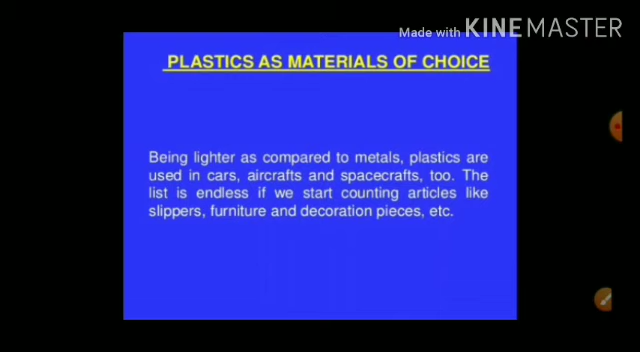 Made with KINEMASTER
PLASTICS AS MATERIALS OF CHOICE
Being lighter as compared to metals, plastics are
used in cars, aircrafts and spacecrafts, too. The
list is endless if we start counting articles like
slippers, furniture and decoration pieces, etc.